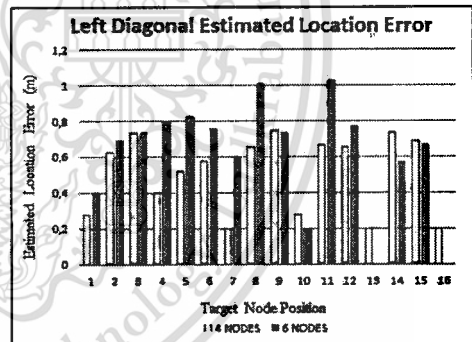 Left Diagonal Estimated Location Error
Estimated Location Error (m)
1,2
1
0,8
0,6
0,4
0,2
0
1 2 3 4 5 6 7 8 9 10 11 12 13 14 15 16
Target Node Position
14 NODES 6 NODES